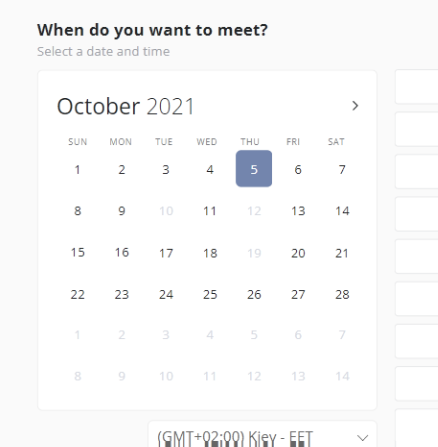 When do you want to meet?
Select a date and time
October 2021 >
SUN MON TUE WED THU FRI SAT
1 2 3 4 5 6 7
8 9 10 11 12 13 14
15 16 17 18 19 20 21
22 23 24 25 26 27 28
1 2 3 4 5 6 7
8 9 10 11 12 13 14
(GMT+02:00) Kiev - EET